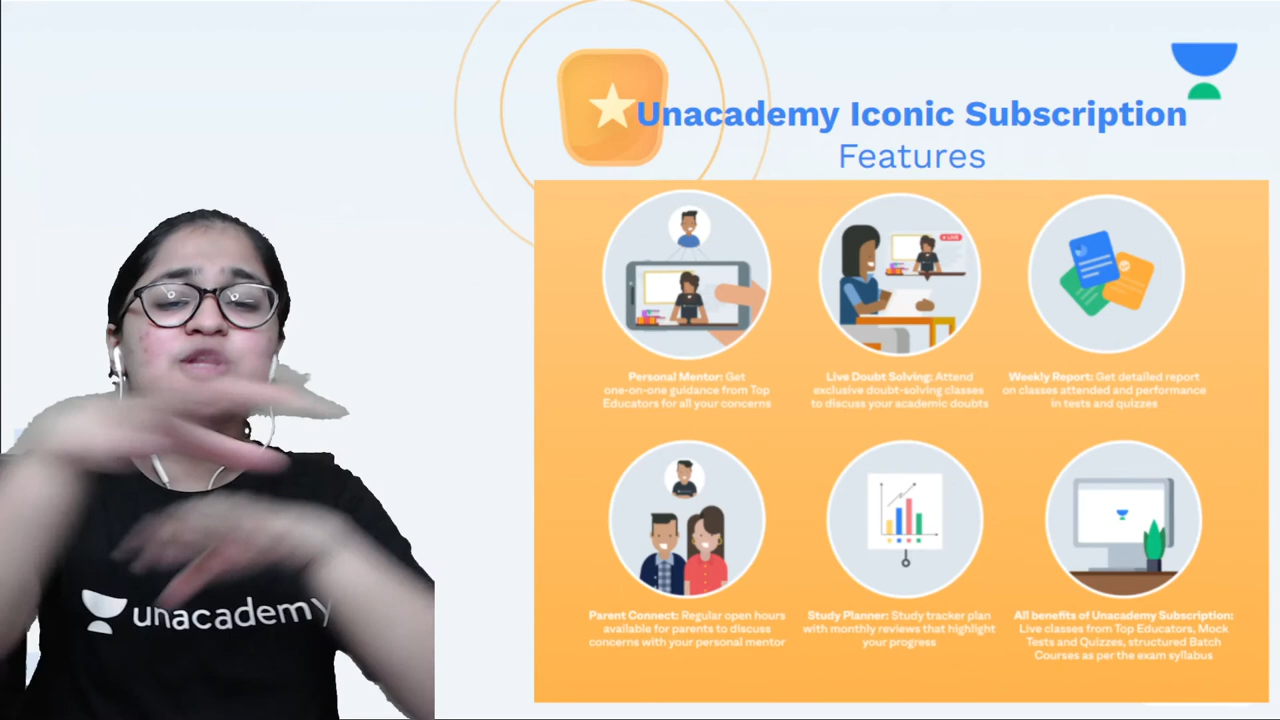 Unacademy Iconic Subscription
Features
LIVE
Personal Mentor: Get
one-on-one guidance from Top
Educators for all your concerns
Live Doubt Solving: Attend
exclusive doubt-solving classes
to discuss your academic doubts
Weekly Report: Get detailed report
on classes attended and performance
in tests and quizzes
Parent Connect: Regular open hours
available for parents to discuss
concerns with your personal mentor
Study Planner: Study tracker plan
with monthly reviews that highlight
your progress
All benefits of Unacademy Subscription:
Live classes from Top Educators, Mock
Tests and Quizzes, structured Batch
Courses as per the exam syllabus
unacademy